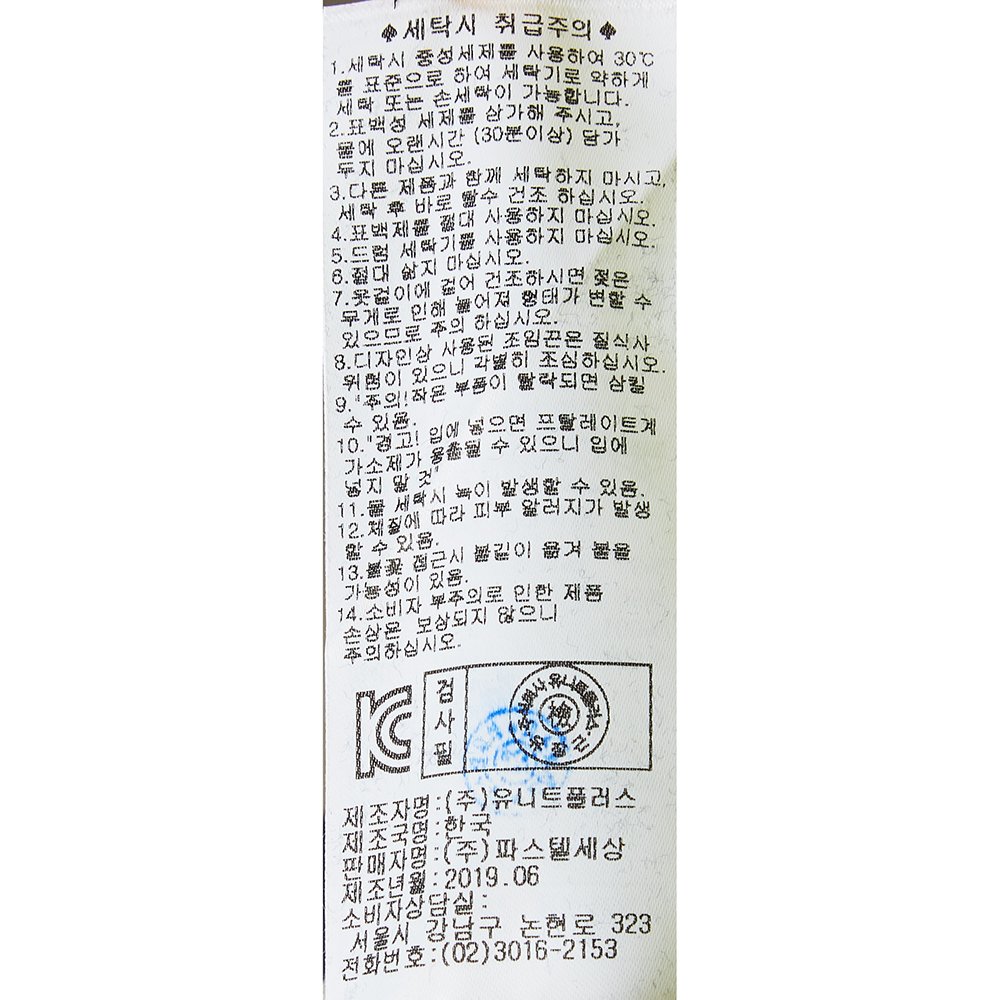 ♠세탁시 취급주의♠
1.세탁시 중성세제를 사용하여 30℃
를 표준으로 하여 세탁기로 약하게
세탁 또는 손세탁이 가능합니다.
2.표백성 세제를 삼가해 주시고,
물에 오랜시간 (30분이상) 담가
두지 마십시오.
3.다른 제품과 함께 세탁하지 마시고,
세탁 후 바로 탈수 건조 하십시오.
4.표백제를 절대 사용하지 마십시오.
5.드럼 세탁기를 사용하지 마십시오.
6.절대 삶지 마십시오.
7.옷걸이에 걸어 건조하시면 젖은
무게로 인해 늘어져 형태가 변할 수
있으므로 주의 하십시오.
8.디자인상 사용된 조임끈은 질식사
위험이 있으니 각별히 조심하십시오.
9."주의!작은 부품이 탈락되면 삼킬
수 있음.
10."경고! 입에 넣으면 프탈레이트계
가소제가 용출될 수 있으니 입에
넣지 말 것"
11.물 세탁시 녹이 발생할 수 있음.
12.체질에 따라 피부 알러지가 발생
할 수 있음.
13.불꽃 접근시 불길이 옮겨 붙을
가능성이 있음.
14.소비자 부주의로 인한 제품
손상은 보상되지 않으니
주의하십시오.
KC
검사필
주식회사 유니트플러스
제조자명:(주)유니트플러스
제조국명:한국
판매자명:(주)파스텔세상
제조년월:2019.06
소비자상담실:
서울시 강남구 논현로 323
전화번호:(02)3016-2153